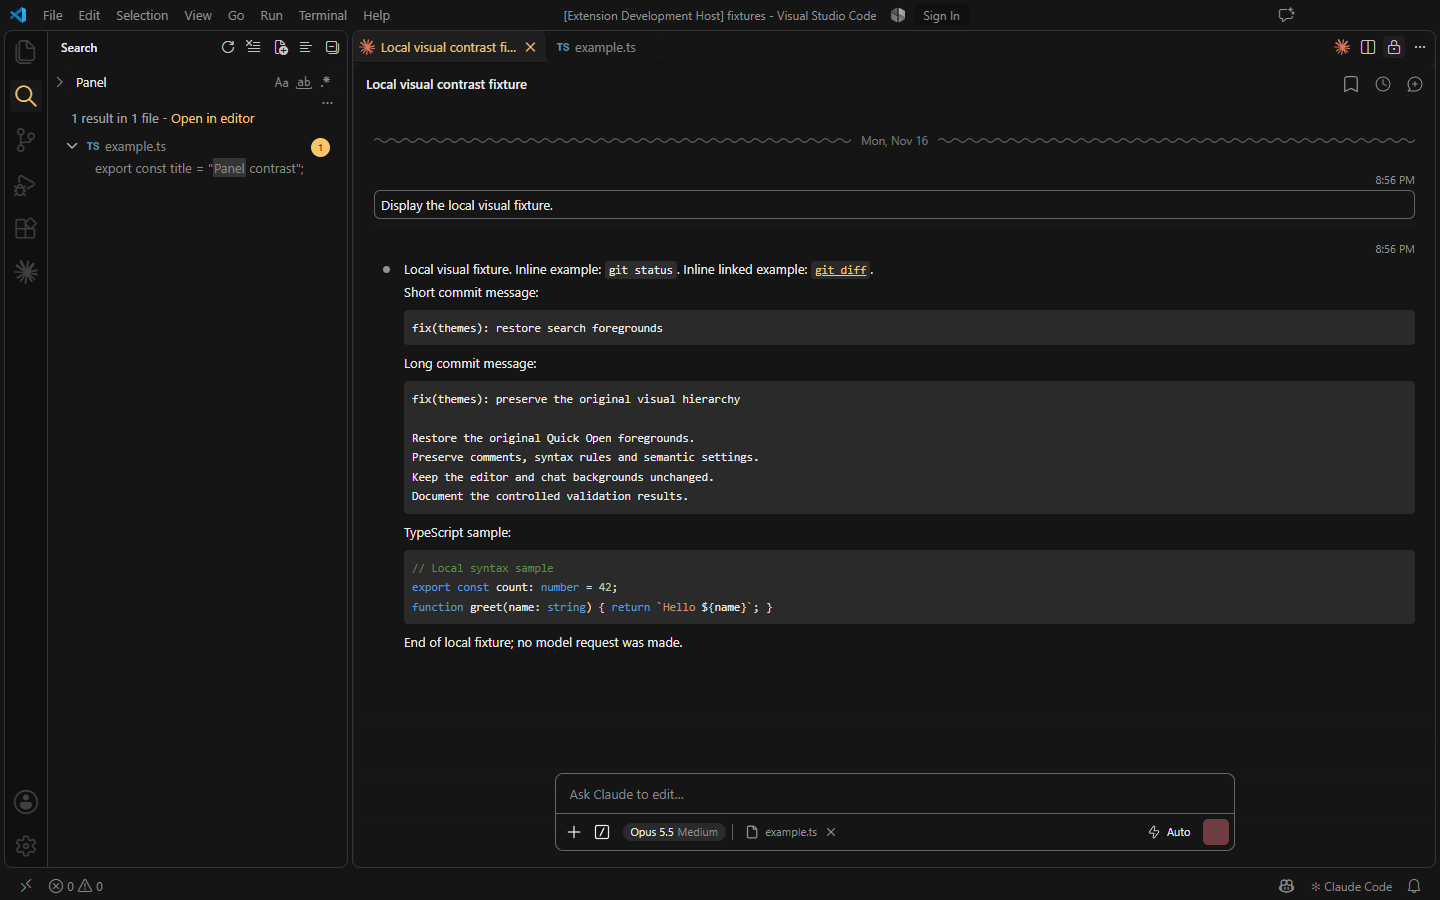 File Edit Selection View Go Run Terminal Help
[Extension Development Host] fixtures - Visual Studio Code
Sign In
Search
Panel
Aa ab .*
1 result in 1 file - Open in editor
TS example.ts 1
export const title = "Panel contrast";
Local visual contrast fi...
TS example.ts
Local visual contrast fixture
Mon, Nov 16
8:56 PM
Display the local visual fixture.
8:56 PM
Local visual fixture. Inline example: git status. Inline linked example: git diff.
Short commit message:
fix(themes): restore search foregrounds
Long commit message:
fix(themes): preserve the original visual hierarchy
Restore the original Quick Open foregrounds.
Preserve comments, syntax rules and semantic settings.
Keep the editor and chat backgrounds unchanged.
Document the controlled validation results.
TypeScript sample:
// Local syntax sample
export const count: number = 42;
function greet(name: string) { return `Hello ${name}`; }
End of local fixture; no model request was made.
Ask Claude to edit...
Opus 5.5 Medium
example.ts
Auto
0 0
Claude Code